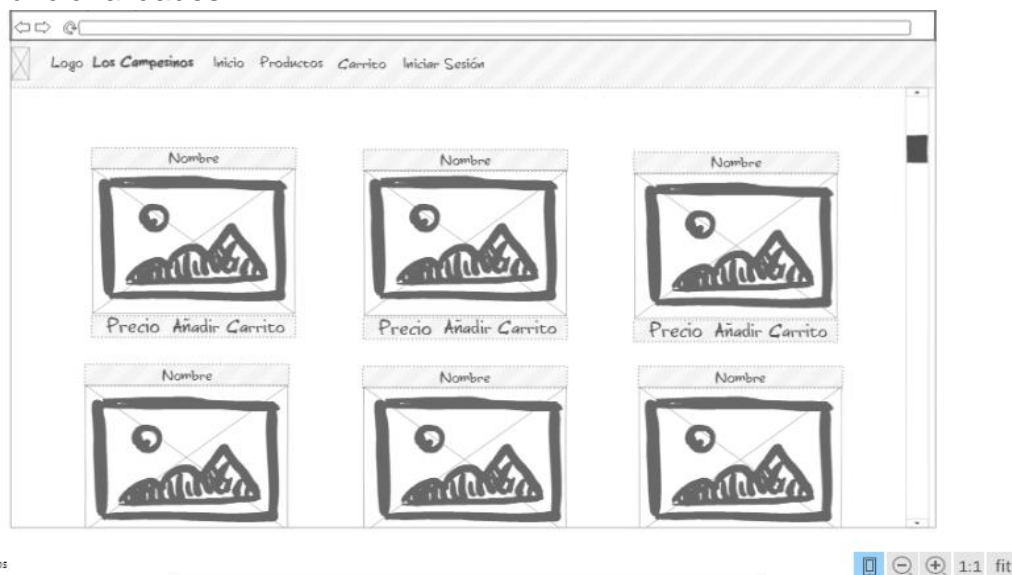 Logo Los Campesinos Inicio Productos Carrito Iniciar Sesión
Nombre Nombre Nombre
Precio Añadir Carrito Precio Añadir Carrito Precio Añadir Carrito
Nombre Nombre Nombre
1:1 fit